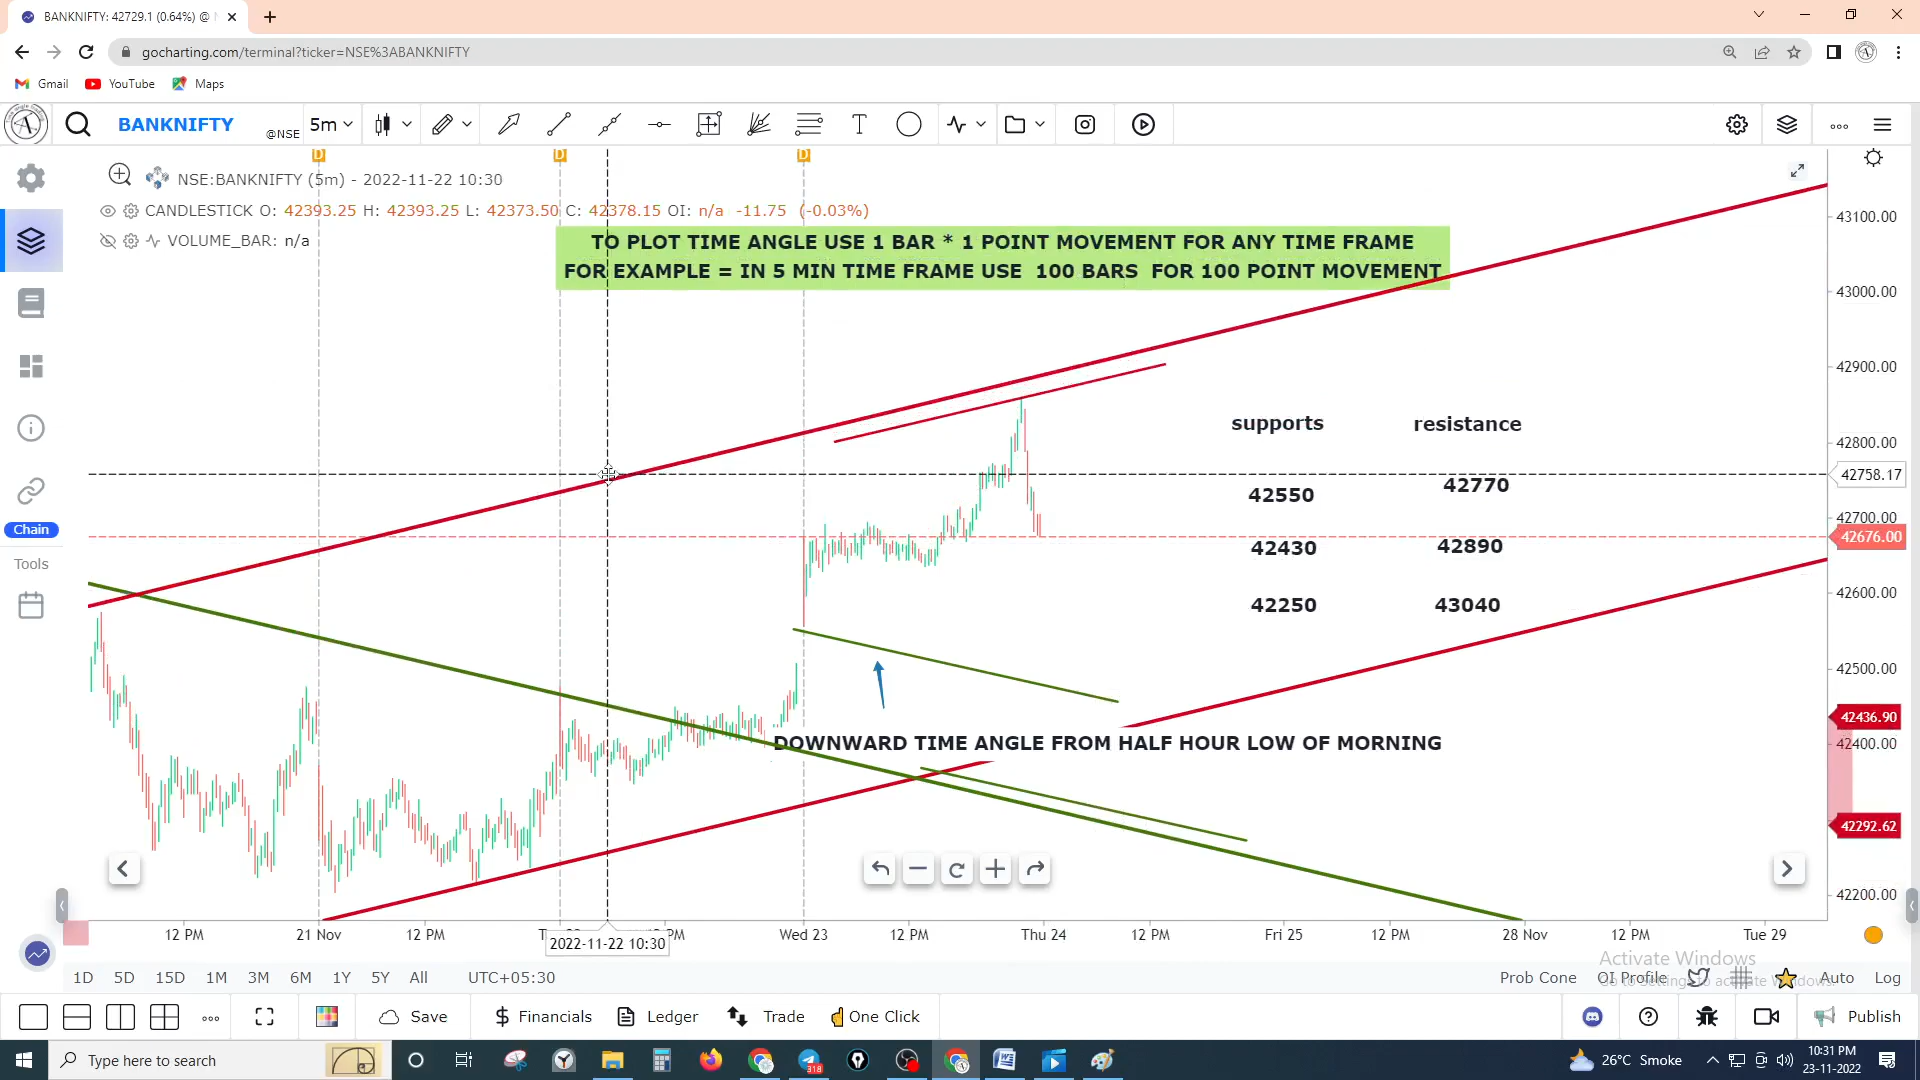 BANKNIFTY: 42729.1 (0.64%) @
gocharting.com/terminal?ticker=NSE%3ABANKNIFTY
Gmail YouTube Maps
BANKNIFTY @NSE 5m
D D D
NSE:BANKNIFTY (5m) - 2022-11-22 10:30
CANDLESTICK O: 42393.25 H: 42393.25 L: 42373.50 C: 42378.15 OI: n/a -11.75 (-0.03%)
VOLUME_BAR: n/a
TO PLOT TIME ANGLE USE 1 BAR * 1 POINT MOVEMENT FOR ANY TIME FRAME
FOR EXAMPLE = IN 5 MIN TIME FRAME USE 100 BARS FOR 100 POINT MOVEMENT
supports resistance
42550 42770
42430 42890
42250 43040
DOWNWARD TIME ANGLE FROM HALF HOUR LOW OF MORNING
43100.00
43000.00
42900.00
42800.00
42758.17
42700.00
42676.00
42600.00
42500.00
42436.90
42400.00
42292.62
42200.00
Chain
Tools
12 PM 21 Nov 12 PM Wed 23 12 PM Thu 24 12 PM Fri 25 12 PM 28 Nov 12 PM Tue 29
2022-11-22 10:30
Activate Windows
1D 5D 15D 1M 3M 6M 1Y 5Y All UTC+05:30 Prob Cone OI Profile Auto Log
Go to Settings to activate Windows.
Save Financials Ledger Trade One Click Publish
Type here to search
318
26°C Smoke
10:31 PM
23-11-2022